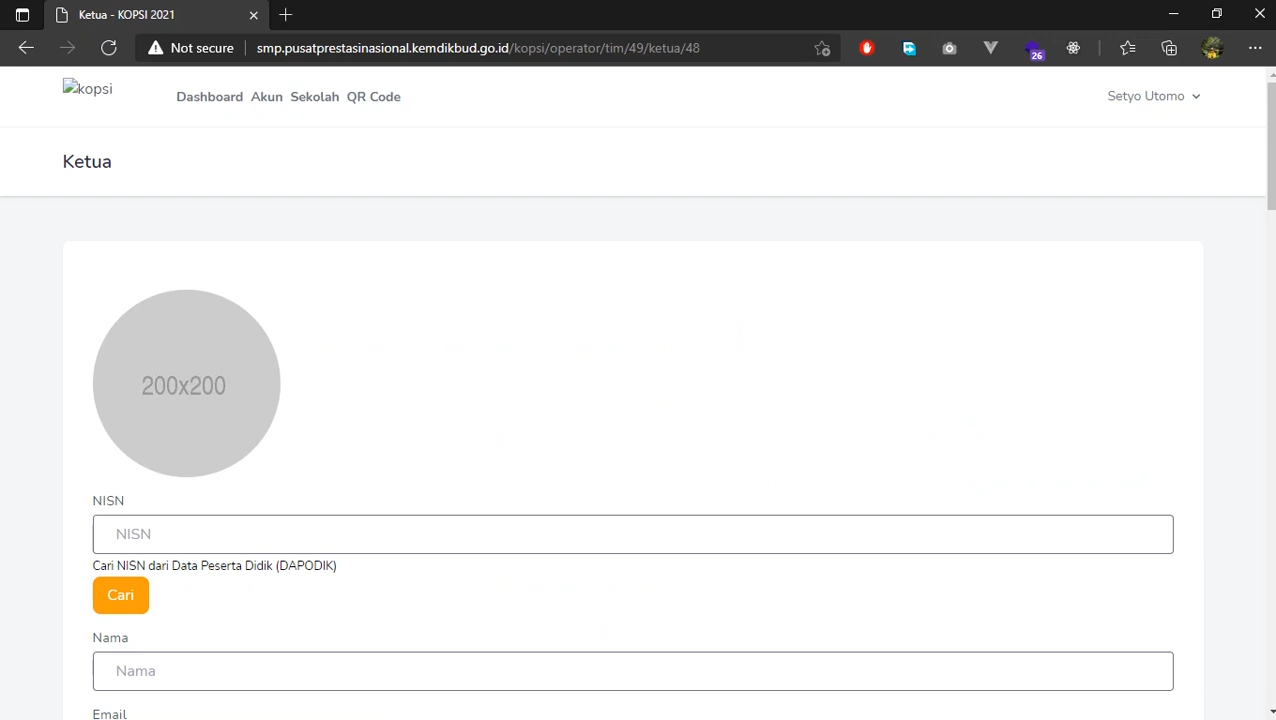 Ketua - KOPSI 2021
Not secure
smp.pusatprestasinasional.kemdikbud.go.id/kopsi/operator/tim/49/ketua/48
26
kopsi
Dashboard Akun Sekolah QR Code
Setyo Utomo
Ketua
200x200
NISN
NISN
Cari NISN dari Data Peserta Didik (DAPODIK)
Cari
Nama
Nama
Email